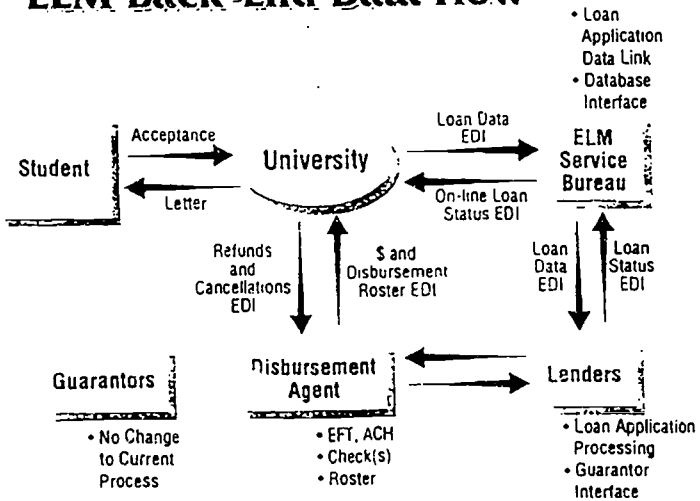 ELM Back-End Data Flow
• Loan
Application
Data Link
• Database
Interface
Student
Acceptance
Letter
University
Loan Data
EDI
On-line Loan
Status EDI
ELM
Service
Bureau
Refunds
and
Cancellations
EDI
$ and
Disbursement
Roster EDI
Loan
Data
EDI
Loan
Status
EDI
Guarantors
• No Change
to Current
Process
Disbursement
Agent
• EFT, ACH
• Check(s)
• Roster
Lenders
• Loan Application
Processing
• Guarantor
Interface